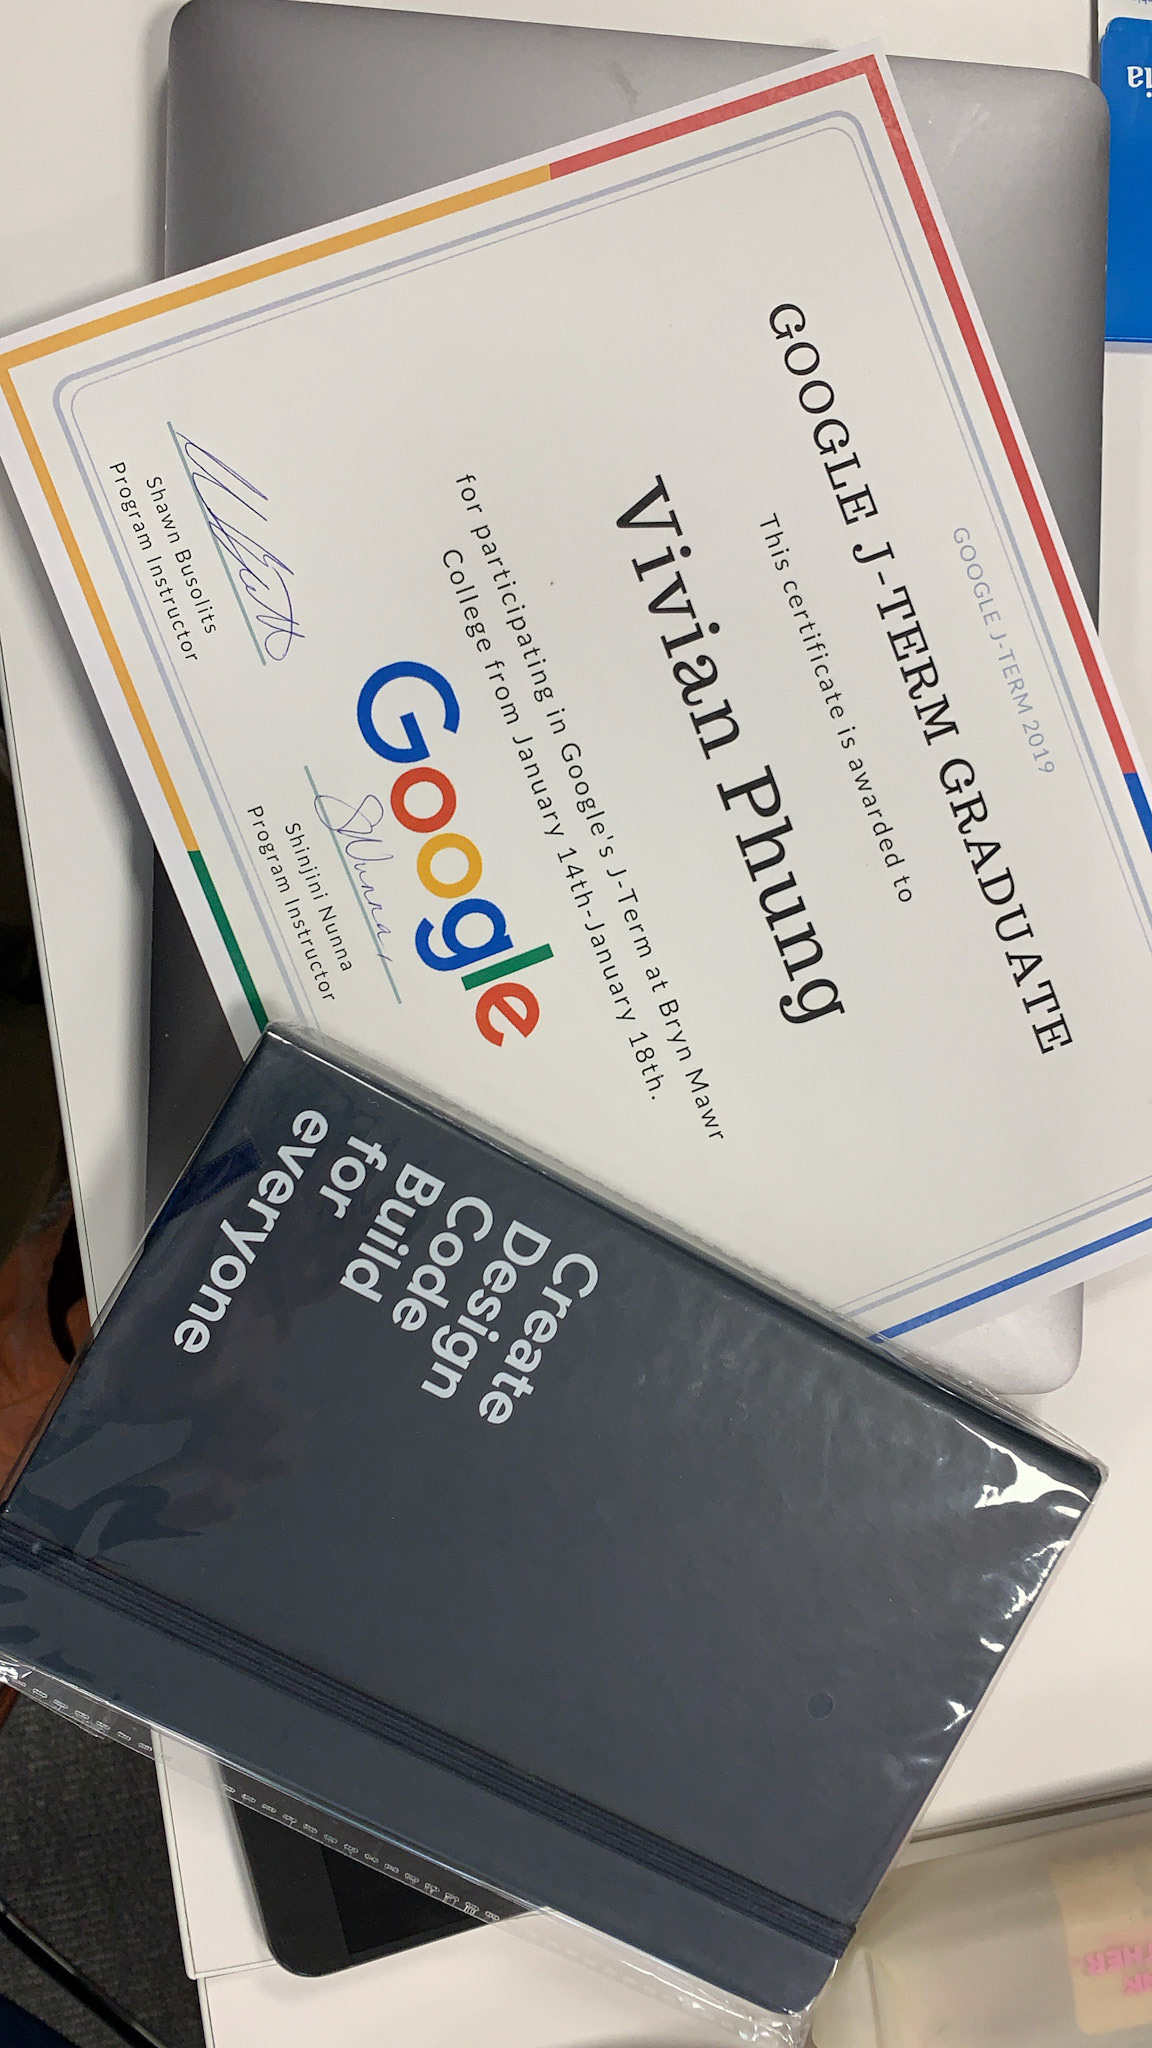 GOOGLE J-TERM 2019
GOOGLE J-TERM GRADUATE
This certificate is awarded to
Vivian Phung
for participating in Google's J-Term at Bryn Mawr
College from January 14th-January 18th.
Google
Shawn Busolits
Program Instructor
Shinjini Nunna
Program Instructor
Create
Design
Code
Build
for
everyone